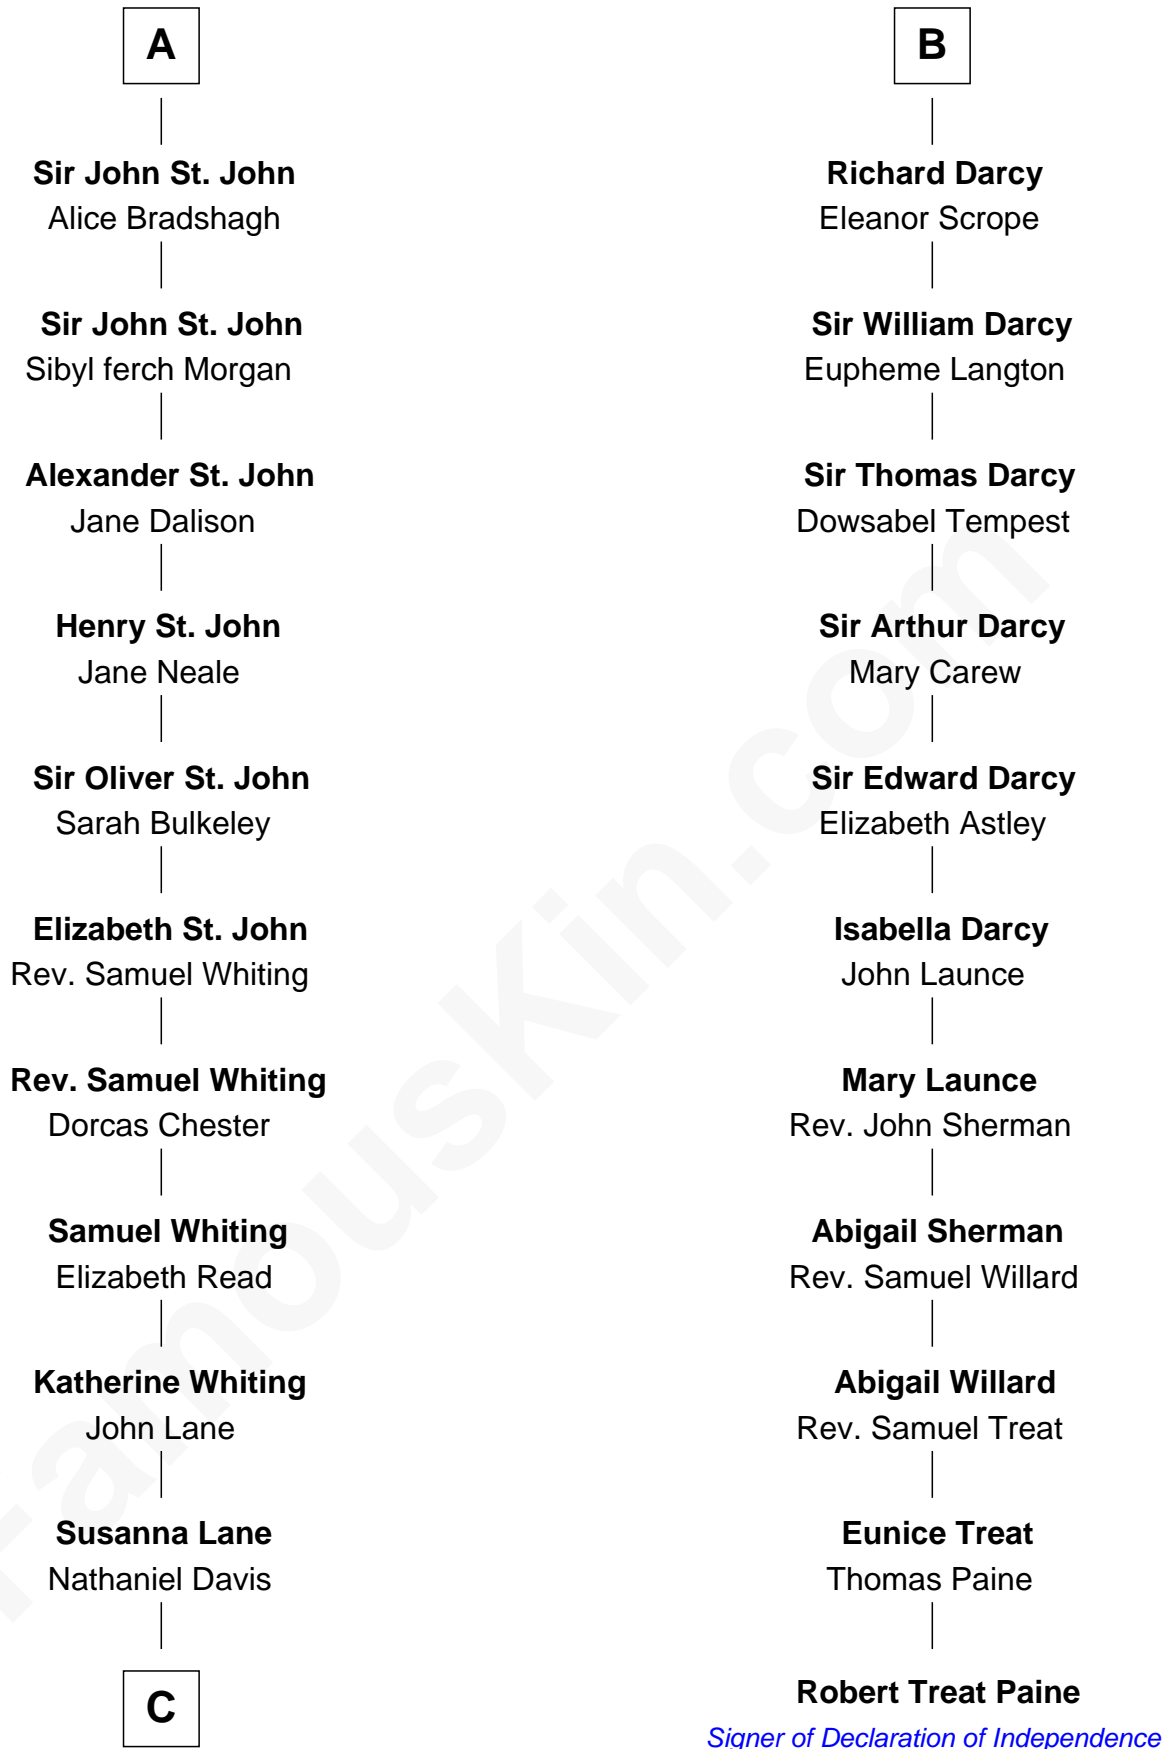 A
Sir John St. John
Alice Bradshagh
Sir John St. John
Sibyl ferch Morgan
Alexander St. John
Jane Dalison
Henry St. John
Jane Neale
Sir Oliver St. John
Sarah Bulkeley
Elizabeth St. John
Rev. Samuel Whiting
Rev. Samuel Whiting
Dorcas Chester
Samuel Whiting
Elizabeth Read
Katherine Whiting
John Lane
Susanna Lane
Nathaniel Davis
C
B
Richard Darcy
Eleanor Scrope
Sir William Darcy
Eupheme Langton
Sir Thomas Darcy
Dowsabel Tempest
Sir Arthur Darcy
Mary Carew
Sir Edward Darcy
Elizabeth Astley
Isabella Darcy
John Launce
Mary Launce
Rev. John Sherman
Abigail Sherman
Rev. Samuel Willard
Abigail Willard
Rev. Samuel Treat
Eunice Treat
Thomas Paine
Robert Treat Paine
Signer of Declaration of Independence
FamousKin.com